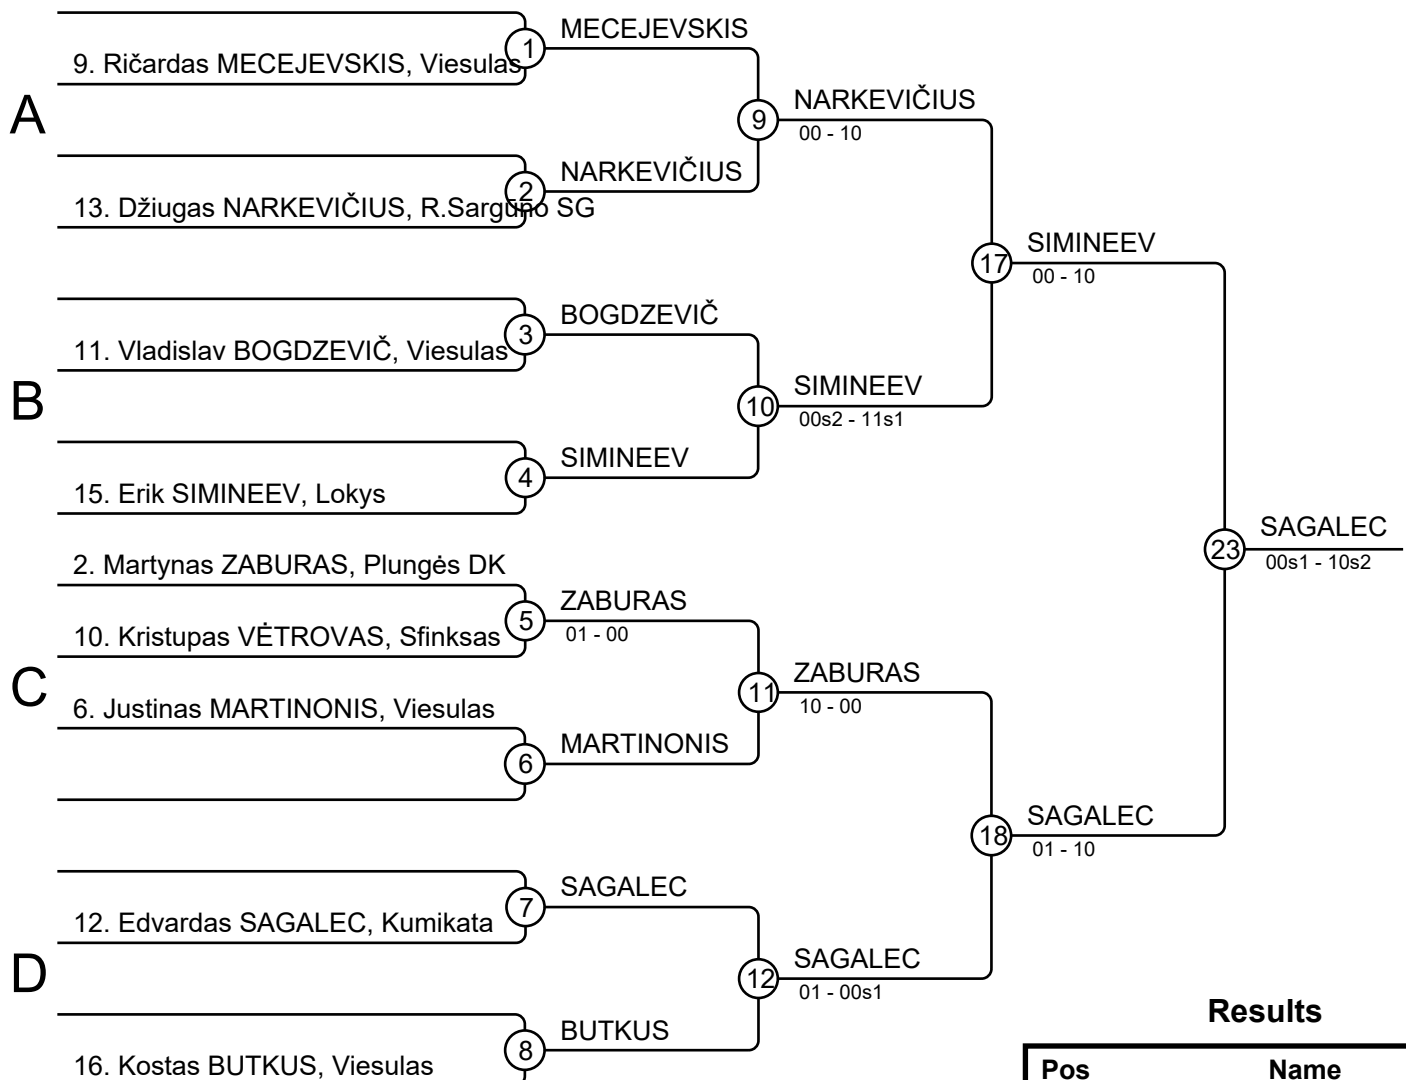 MECEJEVSKIS
1
9. Ričardas MECEJEVSKIS, Viesulas
A
NARKEVIČIUS
9
00 - 10
NARKEVIČIUS
2
13. Džiugas NARKEVIČIUS, R.Sargūno SG
SIMINEEV
17
00 - 10
BOGDZEVIČ
3
11. Vladislav BOGDZEVIČ, Viesulas
B
SIMINEEV
10
00s2 - 11s1
SIMINEEV
4
15. Erik SIMINEEV, Lokys
SAGALEC
23
00s1 - 10s2
2. Martynas ZABURAS, Plungės DK
ZABURAS
5
01 - 00
10. Kristupas VĖTROVAS, Sfinksas
C
ZABURAS
11
10 - 00
6. Justinas MARTINONIS, Viesulas
MARTINONIS
6
SAGALEC
18
01 - 10
SAGALEC
7
12. Edvardas SAGALEC, Kumikata
D
SAGALEC
12
01 - 00s1
BUTKUS
8
16. Kostas BUTKUS, Viesulas
Results
Pos Name